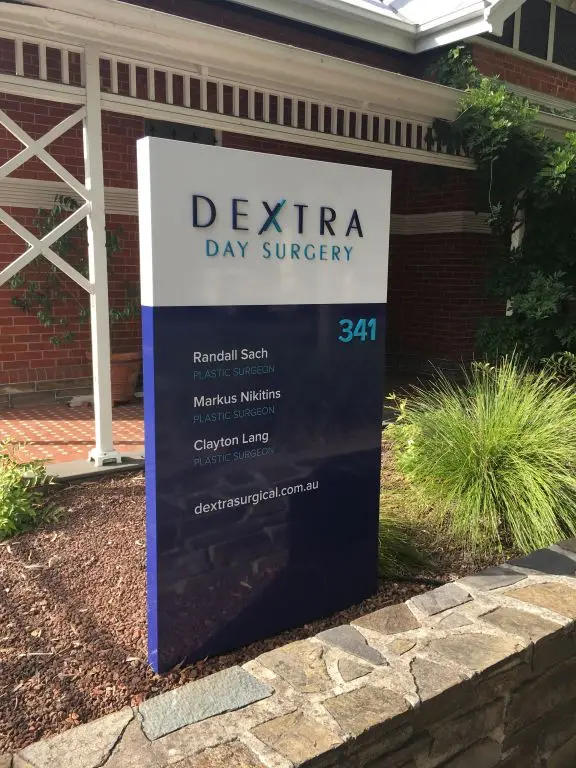 DEXTRA
DAY SURGERY
341
Randall Sach
PLASTIC SURGEON
Markus Nikitins
PLASTIC SURGEON
Clayton Lang
PLASTIC SURGEON
dextrasurgical.com.au